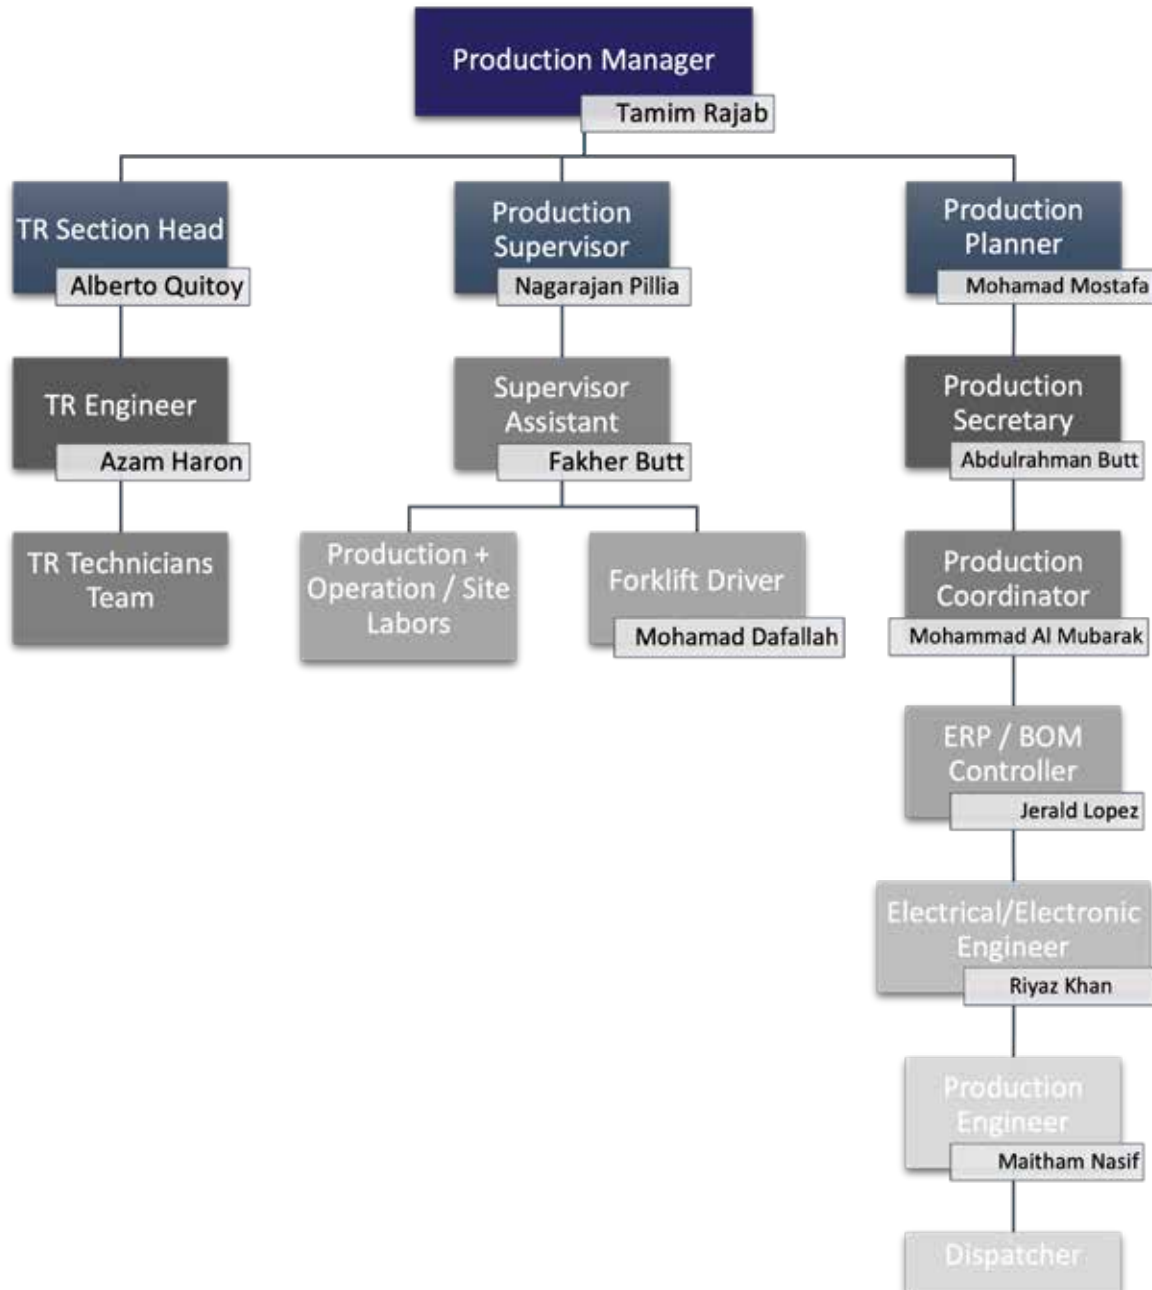 Production Manager
Tamim Rajab
TR Section Head
Alberto Quitoy
Production
Supervisor
Nagarajan Pillia
Production
Planner
Mohamad Mostafa
TR Engineer
Azam Haron
Supervisor
Assistant
Fakher Butt
Production
Secretary
Abdulrahman Butt
TR Technicians
Team
Production +
Operation / Site
Labors
Forklift Driver
Mohamad Dafallah
Production
Coordinator
Mohammad Al Mubarak
ERP / BOM
Controller
Jerald Lopez
Electrical/Electronic
Engineer
Riyaz Khan
Production
Engineer
Maitham Nasif
Dispatcher